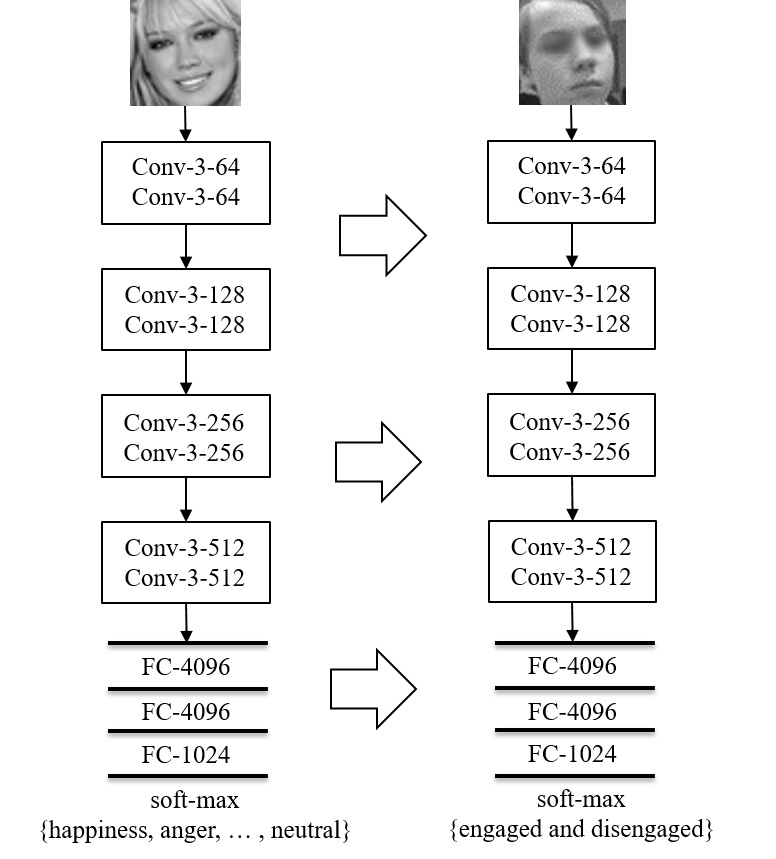 Conv-3-64
Conv-3-64
Conv-3-128
Conv-3-128
Conv-3-256
Conv-3-256
Conv-3-512
Conv-3-512
FC-4096
FC-4096
FC-1024
soft-max
{happiness, anger, … , neutral}
Conv-3-64
Conv-3-64
Conv-3-128
Conv-3-128
Conv-3-256
Conv-3-256
Conv-3-512
Conv-3-512
FC-4096
FC-4096
FC-1024
soft-max
{engaged and disengaged}